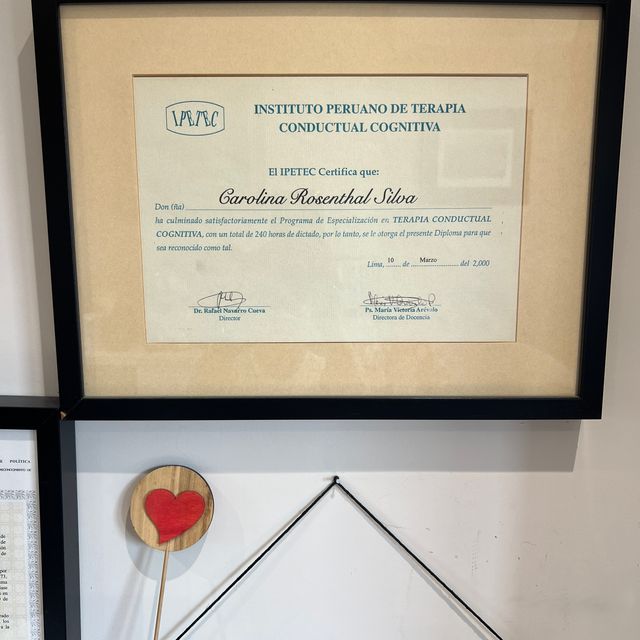 IPETEC
INSTITUTO PERUANO DE TERAPIA
CONDUCTUAL COGNITIVA
El IPETEC Certifica que:
Don (ña) Carolina Rosenthal Silva
ha culminado satisfactoriamente el Programa de Especialización en TERAPIA CONDUCTUAL
COGNITIVA, con un total de 240 horas de dictado, por lo tanto, se le otorga el presente Diploma para que
sea reconocido como tal.
Lima, 10 de Marzo del 2,000
Dr. Rafael Navarro Cueva
Director
Ps. María Victoria Arévalo
Directora de Docencia
POLÍTICA